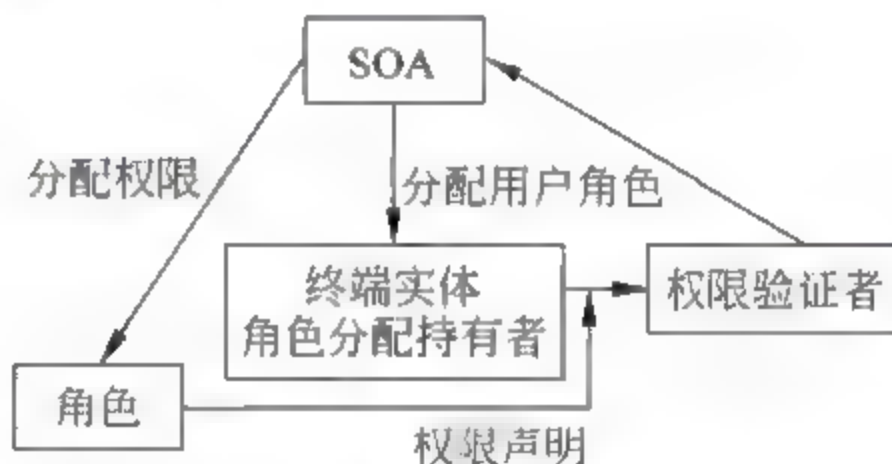 SOA
分配权限
分配用户角色
终端实体
角色分配持有者
权限验证者
角色
权限声明